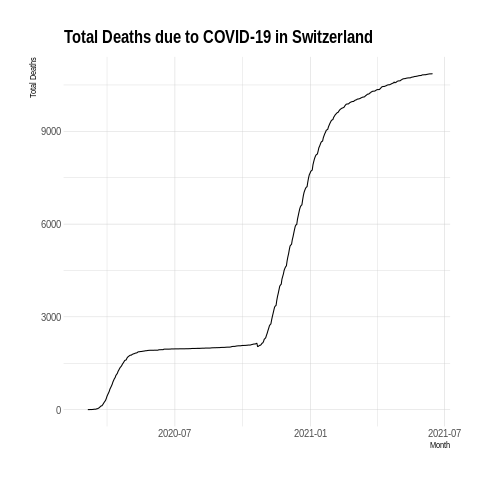 Total Deaths due to COVID-19 in Switzerland
Total Deaths
9000
6000
3000
0
2020-07 2021-01 2021-07
Month